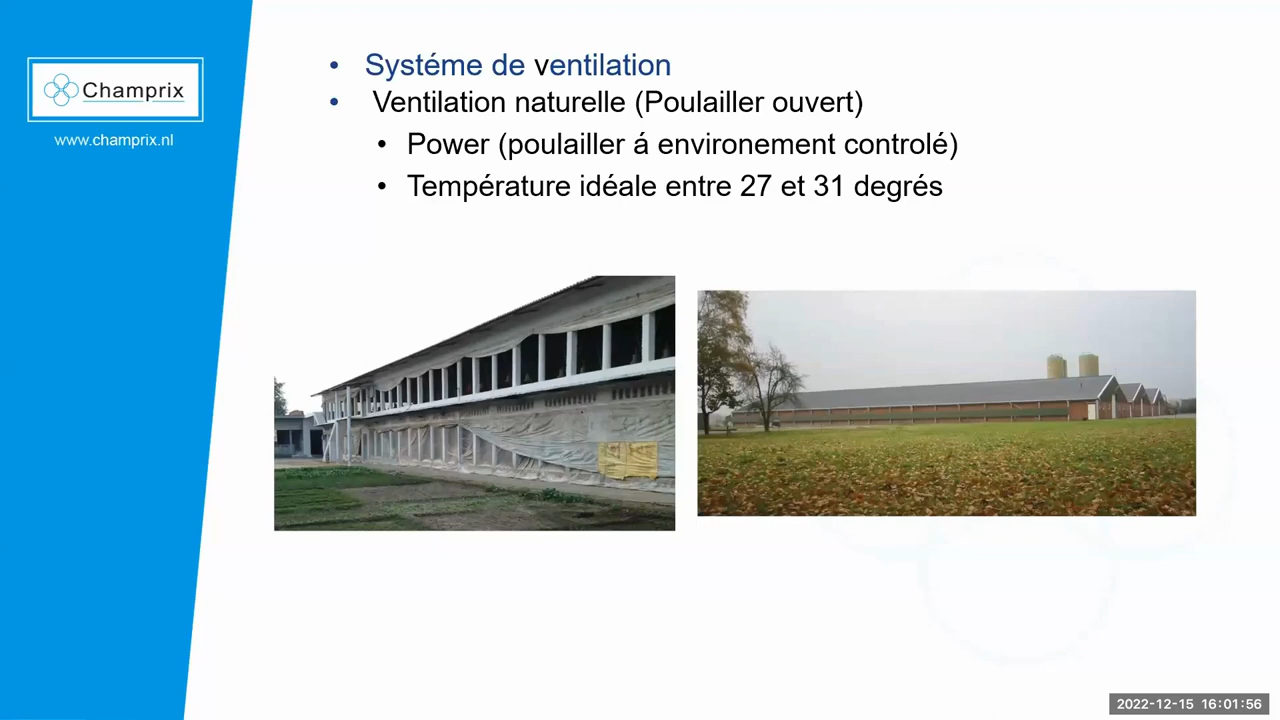 Champrix
www.champrix.nl
• Systéme de ventilation
• Ventilation naturelle (Poulailler ouvert)
• Power (poulailler á environement controlé)
• Température idéale entre 27 et 31 degrés
2022-12-15 16:01:56